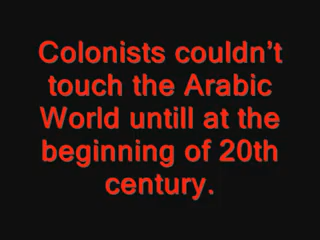 Colonists couldn’t
touch the Arabic
World untill at the
beginning of 20th
century.